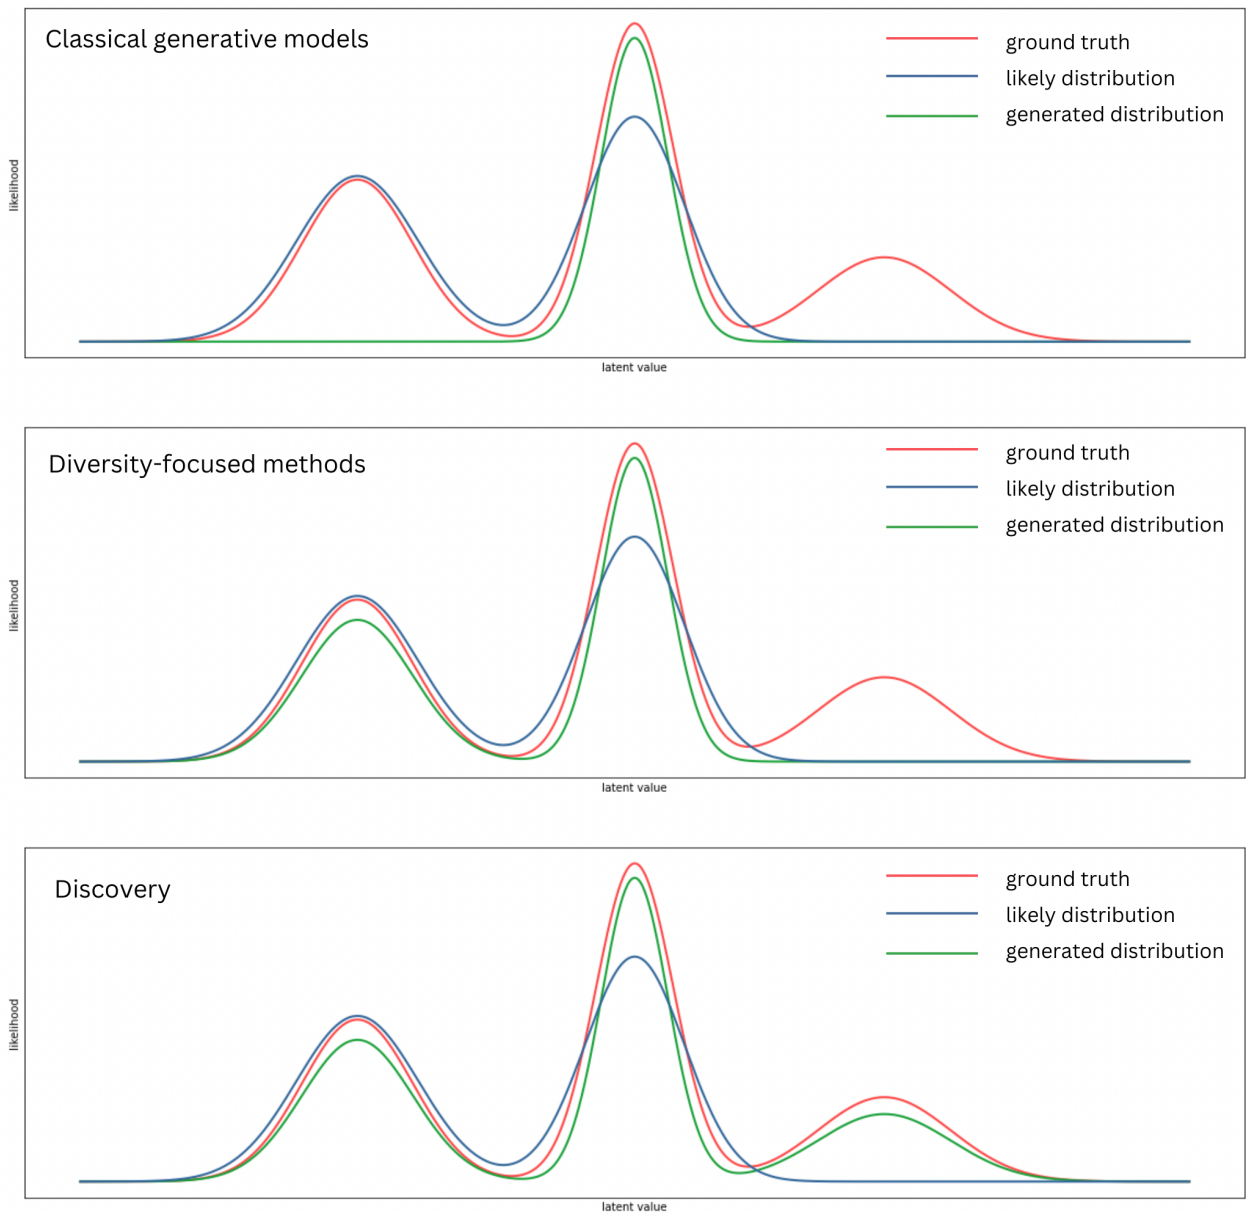 Classical generative models
ground truth
likely distribution
generated distribution
likelihood
latent value
Diversity-focused methods
ground truth
likely distribution
generated distribution
likelihood
latent value
Discovery
ground truth
likely distribution
generated distribution
likelihood
latent value